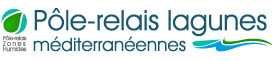 Pôle-relais lagunes
méditerranéennes
Pôle-relais
Zones
Humides